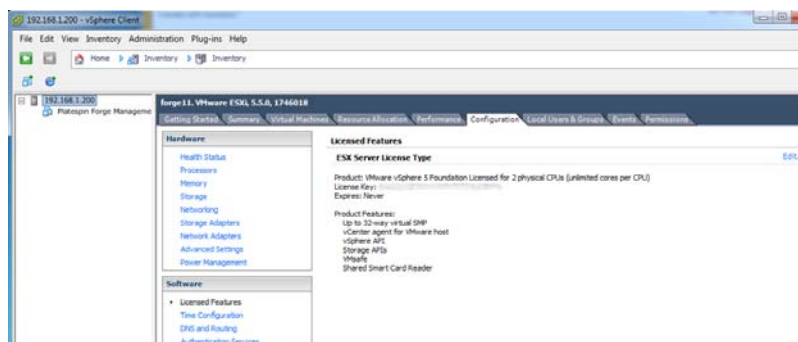 192.168.1.200 - vSphere Client
File Edit View Inventory Administration Plug-ins Help
Home Inventory Inventory
192.168.1.200
Platespin Forge Manageme
forge11. VMware ESXi, 5.5.0, 1746018
Getting Started Summary Virtual Machines Resource Allocation Performance Configuration Local Users & Groups Events Permissions
Hardware
Health Status
Processors
Memory
Storage
Networking
Storage Adapters
Network Adapters
Advanced Settings
Power Management
Software
Licensed Features
Time Configuration
DNS and Routing
Authentication Services
Licensed Features
ESX Server License Type
Edit
Product: VMware vSphere 5 Foundation Licensed for 2 physical CPUs (unlimited cores per CPU)
License Key:
Expires: Never
Product Features:
Up to 32-way virtual SMP
vCenter agent for VMware host
vSphere API
Storage APIs
VMsafe
Shared Smart Card Reader